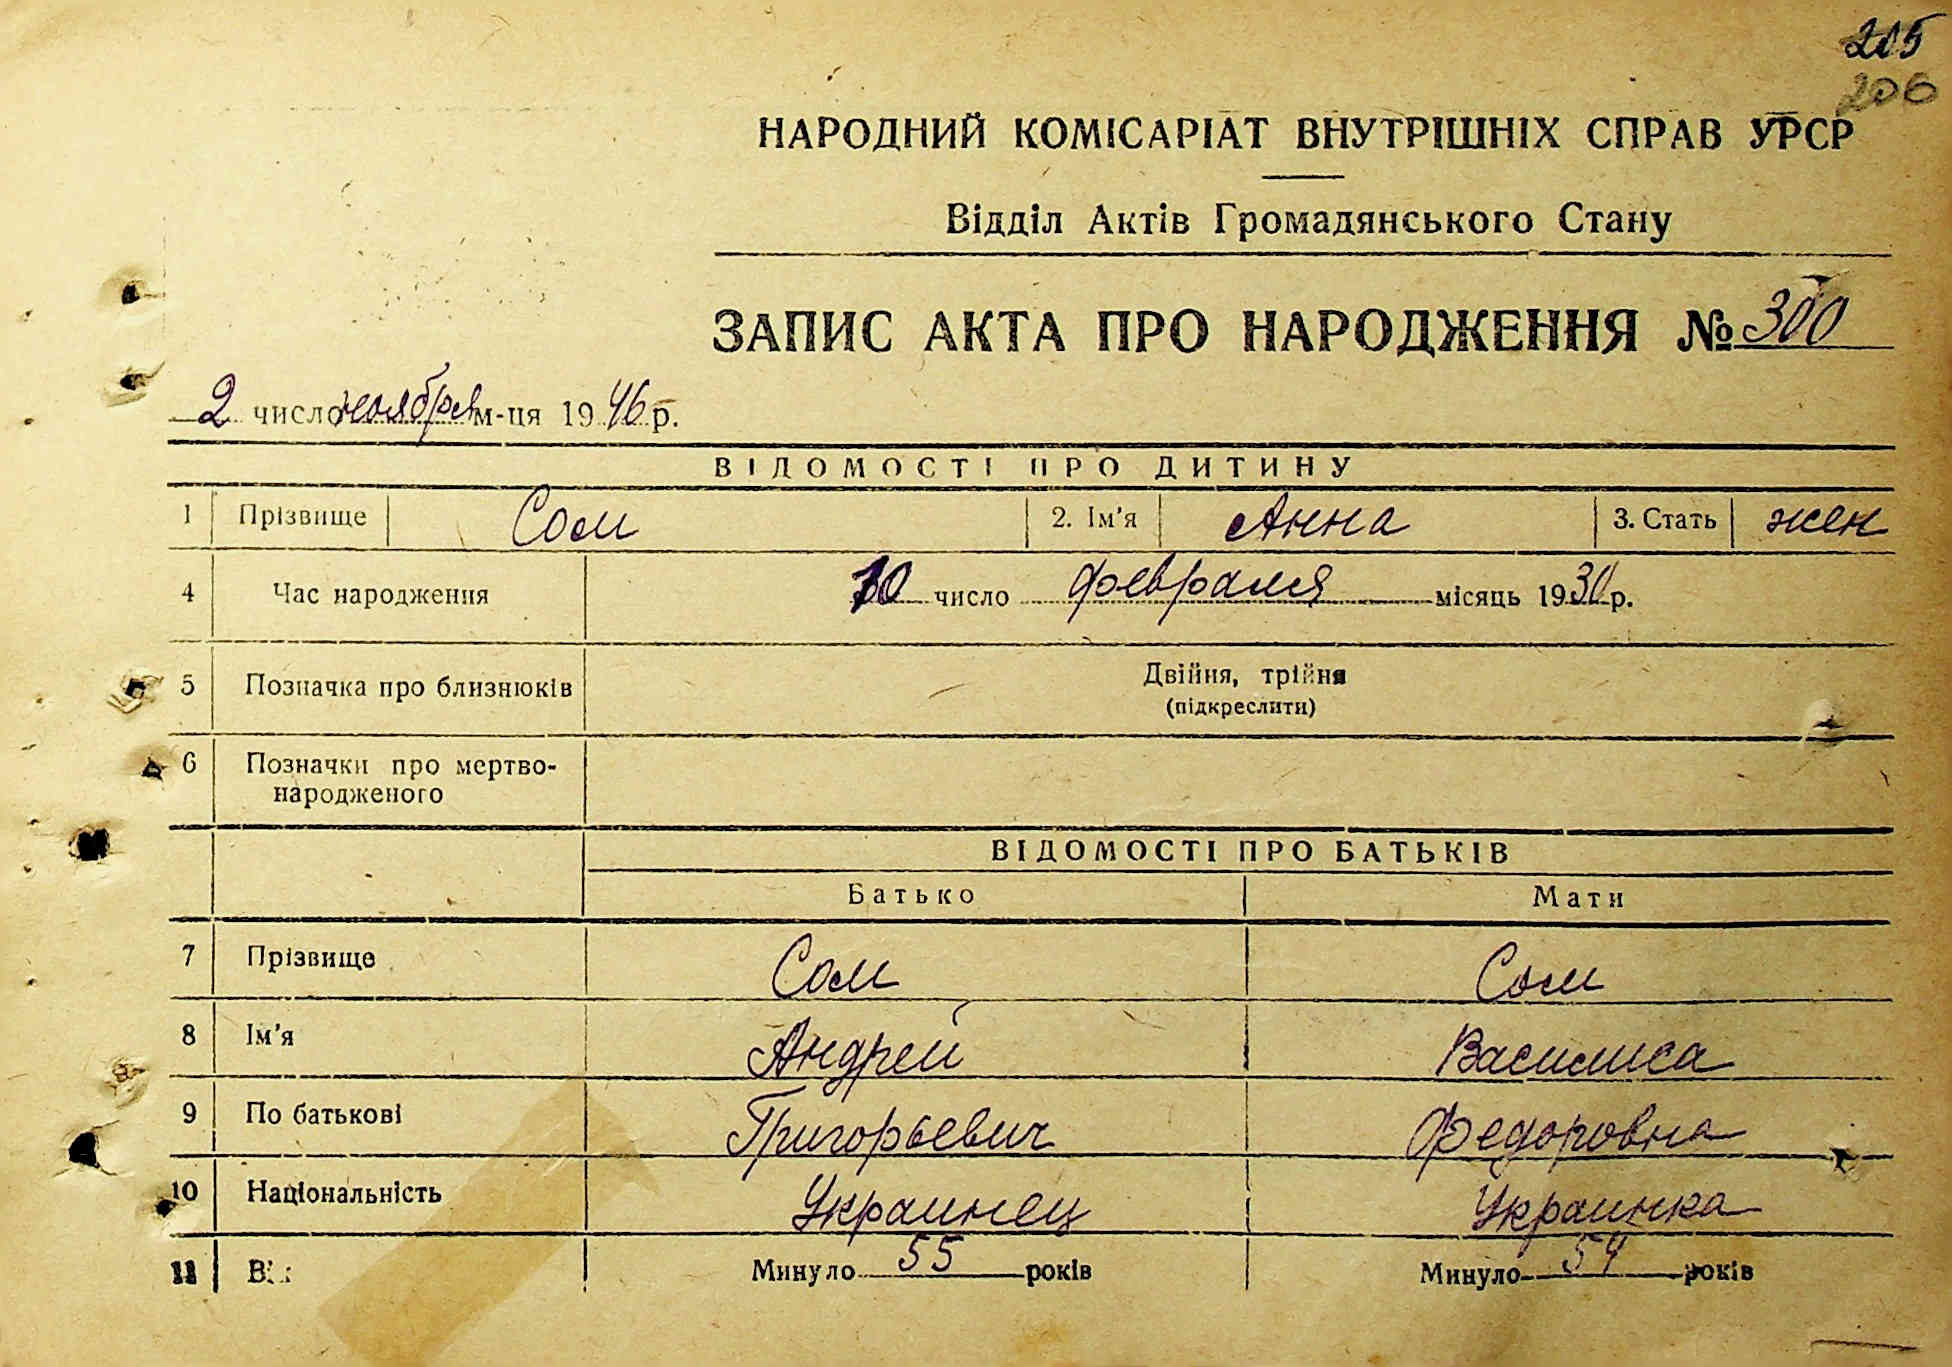 205
206
НАРОДНИЙ КОМІСАРІАТ ВНУТРІШНІХ СПРАВ УРСР
Відділ Актів Громадянського Стану
ЗАПИС АКТА ПРО НАРОДЖЕННЯ № 300
2 число ноября м-ця 1946 р.
ВІДОМОСТІ ПРО ДИТИНУ
1 Прізвище Сом 2. Ім'я Анна 3. Стать жен
4 Час народження 10 число февраля місяць 1930 р.
5 Позначка про близнюків Двійня, трійня
(підкреслити)
6 Позначки про мертво-
народженого
ВІДОМОСТІ ПРО БАТЬКІВ
Батько Мати
7 Прізвище Сом Сом
8 Ім'я Андрей Василиса
9 По батькові Григорьевич Федоровна
10 Національність Украинец Украинка
11 Вік Минуло 55 років Минуло 54 років